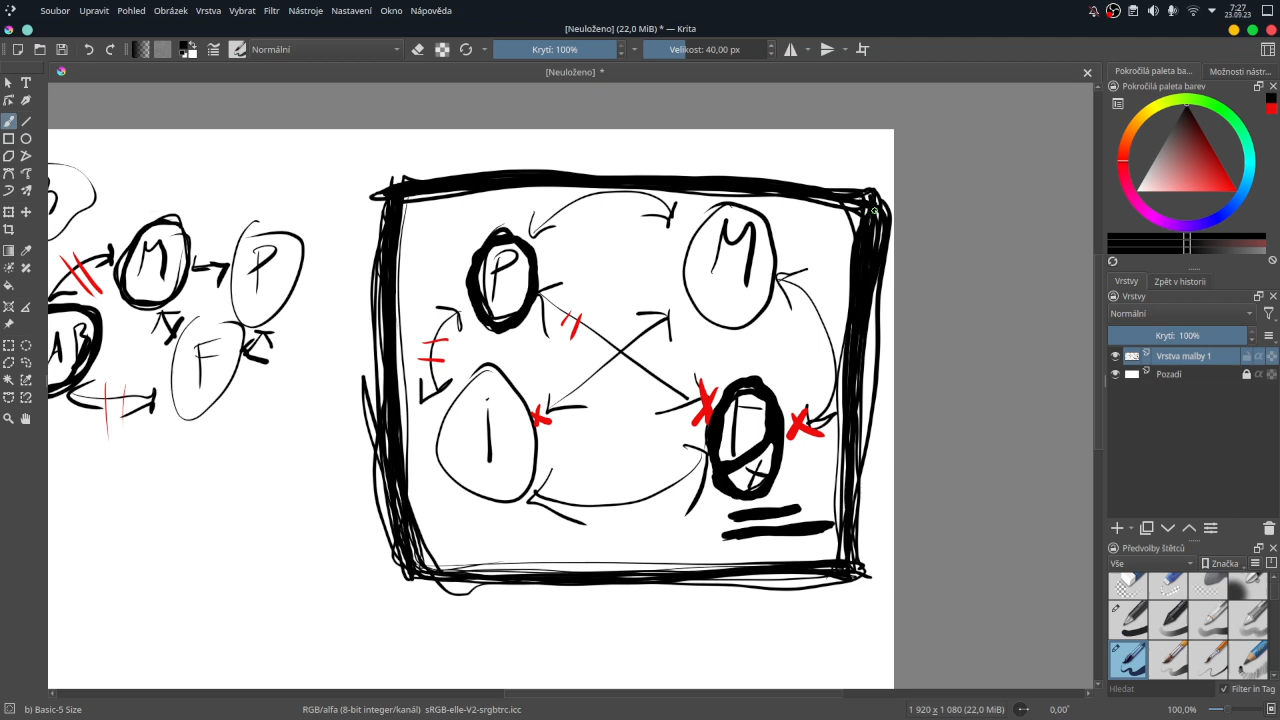 Soubor Upravit Pohled Obrázek Vrstva Vybrat Filtr Nástroje Nastavení Okno Nápověda
7:27
23.09.23
[Neuloženo] (22,0 MiB) * — Krita
Normální
Krytí: 100%
Velikost: 40,00 px
[Neuloženo] *
Pokročilá paleta ba...
Možnosti nástr...
Pokročilá paleta barev
M
P
AB
F
P
M
i
Vrstvy
Zpět v historii
Vrstvy
Normální
Krytí: 100%
Vrstva malby 1
Pozadí
Předvolby štětců
Vše
Značka
Hledat
Filter in Tag
b) Basic-5 Size
RGB/alfa (8-bit integer/kanál) sRGB-elle-V2-srgbtrc.icc
1 920 x 1 080 (22,0 MiB)
0,00°
100,0%